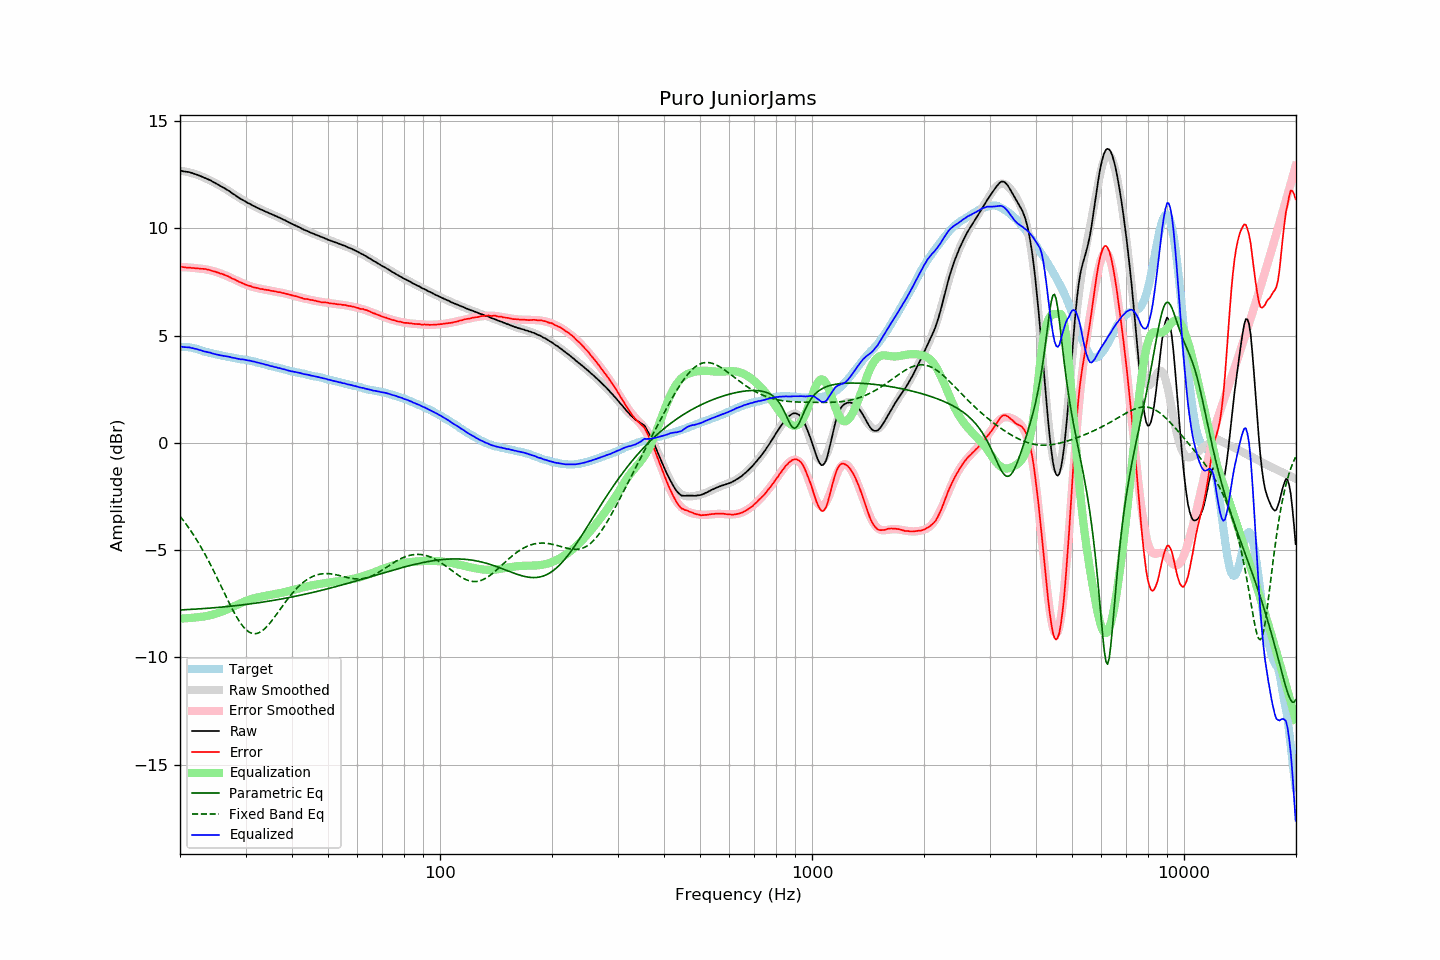 Puro JuniorJams
15
10
5
0
−5
−10
−15
Amplitude (dBr)
Target
Raw Smoothed
Error Smoothed
Raw
Error
Equalization
Parametric Eq
Fixed Band Eq
Equalized
100
1000
10000
Frequency (Hz)